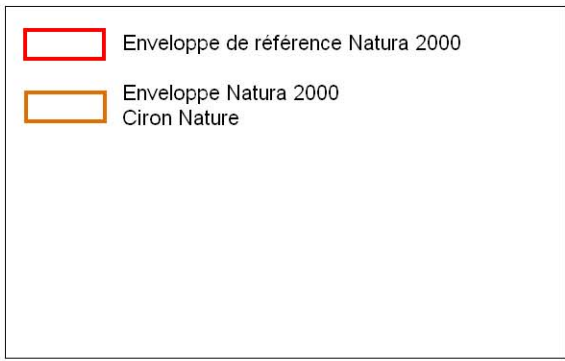 Enveloppe de référence Natura 2000
Enveloppe Natura 2000
Ciron Nature